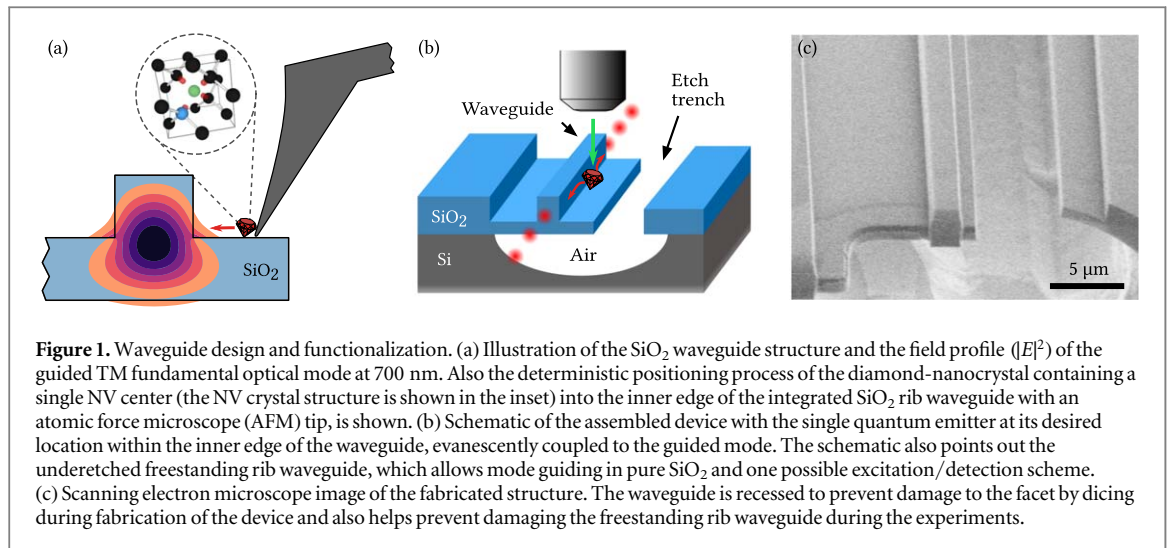 (a)
SiO₂
(b)
Waveguide
Etch
trench
SiO₂
Si
Air
(c)
5 μm
Figure 1. Waveguide design and functionalization. (a) Illustration of the SiO₂ waveguide structure and the field profile (|E|²) of the
guided TM fundamental optical mode at 700 nm. Also the deterministic positioning process of the diamond-nanocrystal containing a
single NV center (the NV crystal structure is shown in the inset) into the inner edge of the integrated SiO₂ rib waveguide with an
atomic force microscope (AFM) tip, is shown. (b) Schematic of the assembled device with the single quantum emitter at its desired
location within the inner edge of the waveguide, evanescently coupled to the guided mode. The schematic also points out the
underetched freestanding rib waveguide, which allows mode guiding in pure SiO₂ and one possible excitation/detection scheme.
(c) Scanning electron microscope image of the fabricated structure. The waveguide is recessed to prevent damage to the facet by dicing
during fabrication of the device and also helps prevent damaging the freestanding rib waveguide during the experiments.